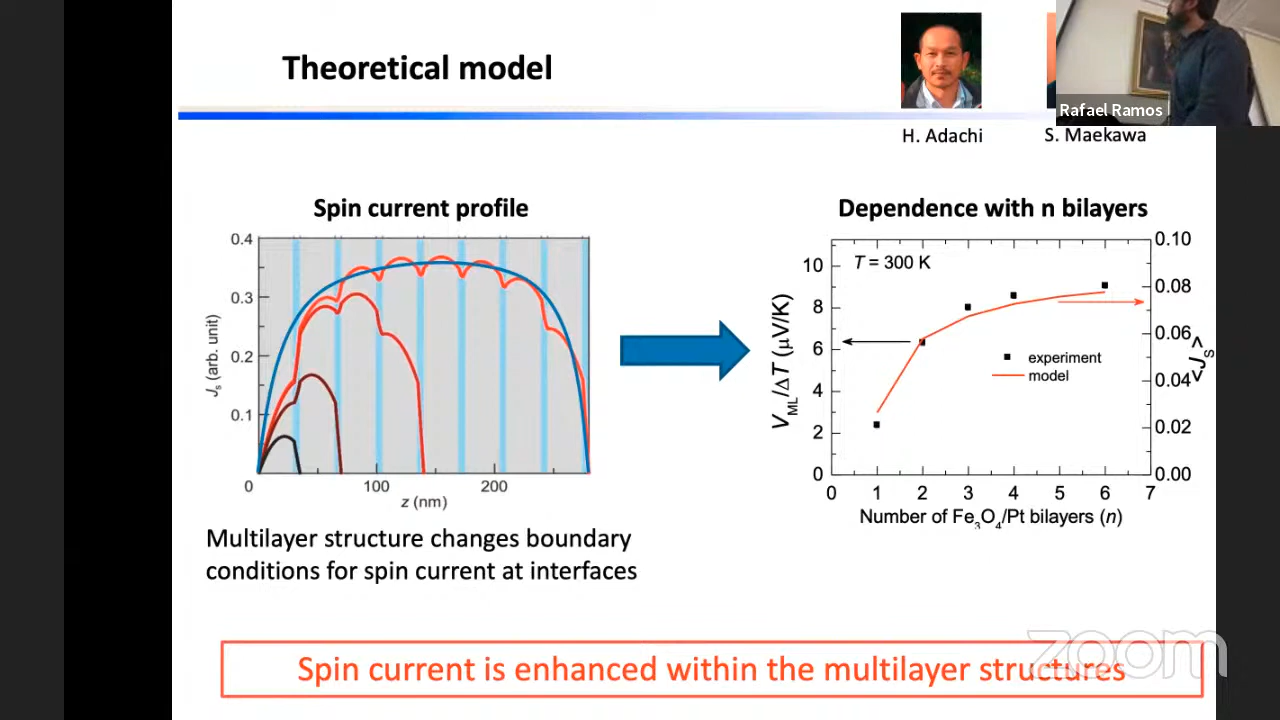 Theoretical model
Rafael Ramos
H. Adachi
S. Maekawa
Spin current profile
0.4
0.3
0.2
0.1
0
100
200
J_s (arb. unit)
z (nm)
Multilayer structure changes boundary
conditions for spin current at interfaces
Dependence with n bilayers
T = 300 K
10
8
6
4
2
0
V_ML/ΔT (μV/K)
0.10
0.08
0.06
0.04
0.02
0.00
<J_S>
experiment
model
0 1 2 3 4 5 6 7
Number of Fe₃O₄/Pt bilayers (n)
Spin current is enhanced within the multilayer structures
zoom